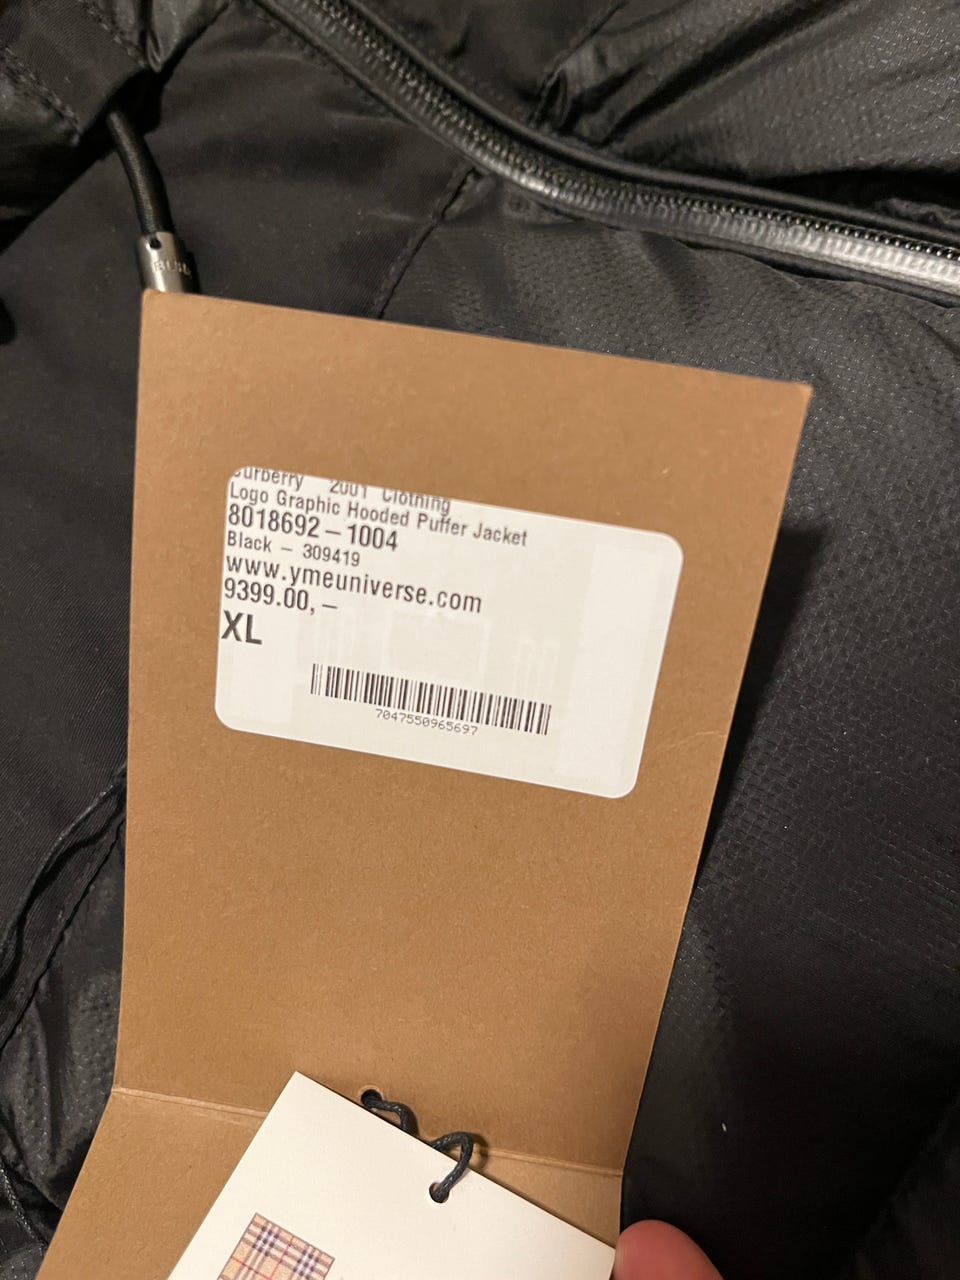 Burberry 2001 Clothing
Logo Graphic Hooded Puffer Jacket
8018692-1004
Black - 309419
www.ymeuniverse.com
9399.00,-
XL
7047550965697